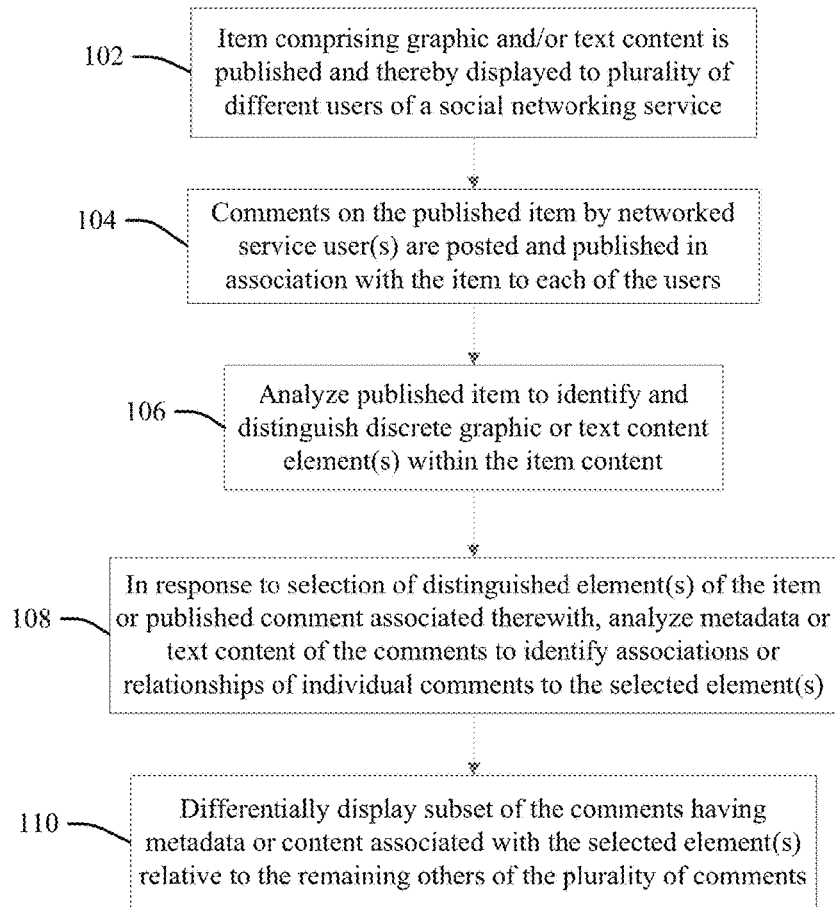 102
Item comprising graphic and/or text content is
published and thereby displayed to plurality of
different users of a social networking service
104
Comments on the published item by networked
service user(s) are posted and published in
association with the item to each of the users
106
Analyze published item to identify and
distinguish discrete graphic or text content
element(s) within the item content
108
In response to selection of distinguished element(s) of the item
or published comment associated therewith, analyze metadata or
text content of the comments to identify associations or
relationships of individual comments to the selected element(s)
110
Differentially display subset of the comments having
metadata or content associated with the selected element(s)
relative to the remaining others of the plurality of comments